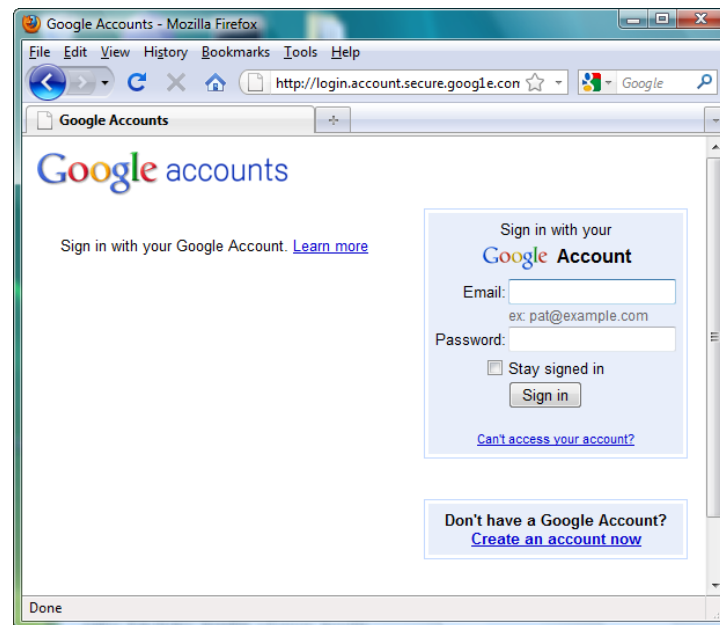 Google Accounts - Mozilla Firefox
File Edit View History Bookmarks Tools Help
http://login.account.secure.goog1e.con Google
Google Accounts
Google accounts
Sign in with your Google Account. Learn more
Sign in with your
Google Account
Email:
ex: pat@example.com
Password:
Stay signed in
Sign in
Can't access your account?
Don't have a Google Account?
Create an account now
Done